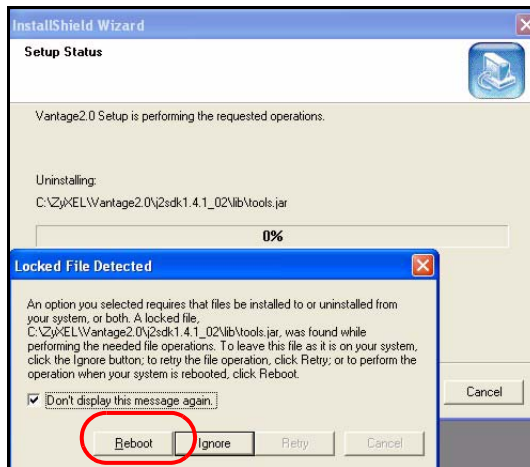 InstallShield Wizard
Setup Status
Vantage2.0 Setup is performing the requested operations.
Uninstalling:
C:\ZyXEL\Vantage2.0\j2sdk1.4.1_02\lib\tools.jar
0%
Locked File Detected
An option you selected requires that files be installed to or uninstalled from
your system, or both. A locked file,
C:\ZyXEL\Vantage2.0\j2sdk1.4.1_02\lib\tools.jar, was found while
performing the needed file operations. To leave this file as it is on your system,
click the Ignore button; to retry the file operation, click Retry; or to perform the
operation when your system is rebooted, click Reboot.
Don't display this message again.
Reboot Ignore Retry Cancel
Cancel